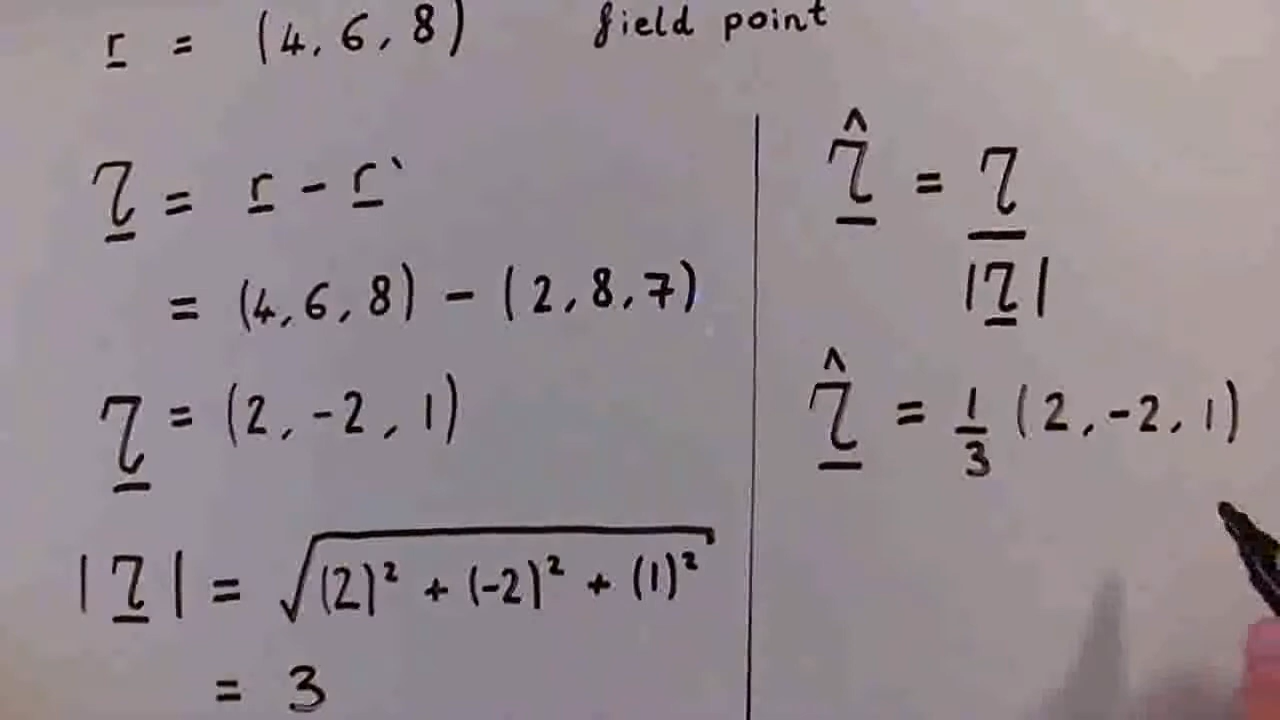 r = (4, 6, 8) field point
𝓇 = r - r'
= (4, 6, 8) - (2, 8, 7)
𝓇 = (2, -2, 1)
|𝓇| = √((2)² + (-2)² + (1)²)
= 3
𝓇̂ = 𝓇 / |𝓇|
𝓇̂ = 1/3 (2, -2, 1)